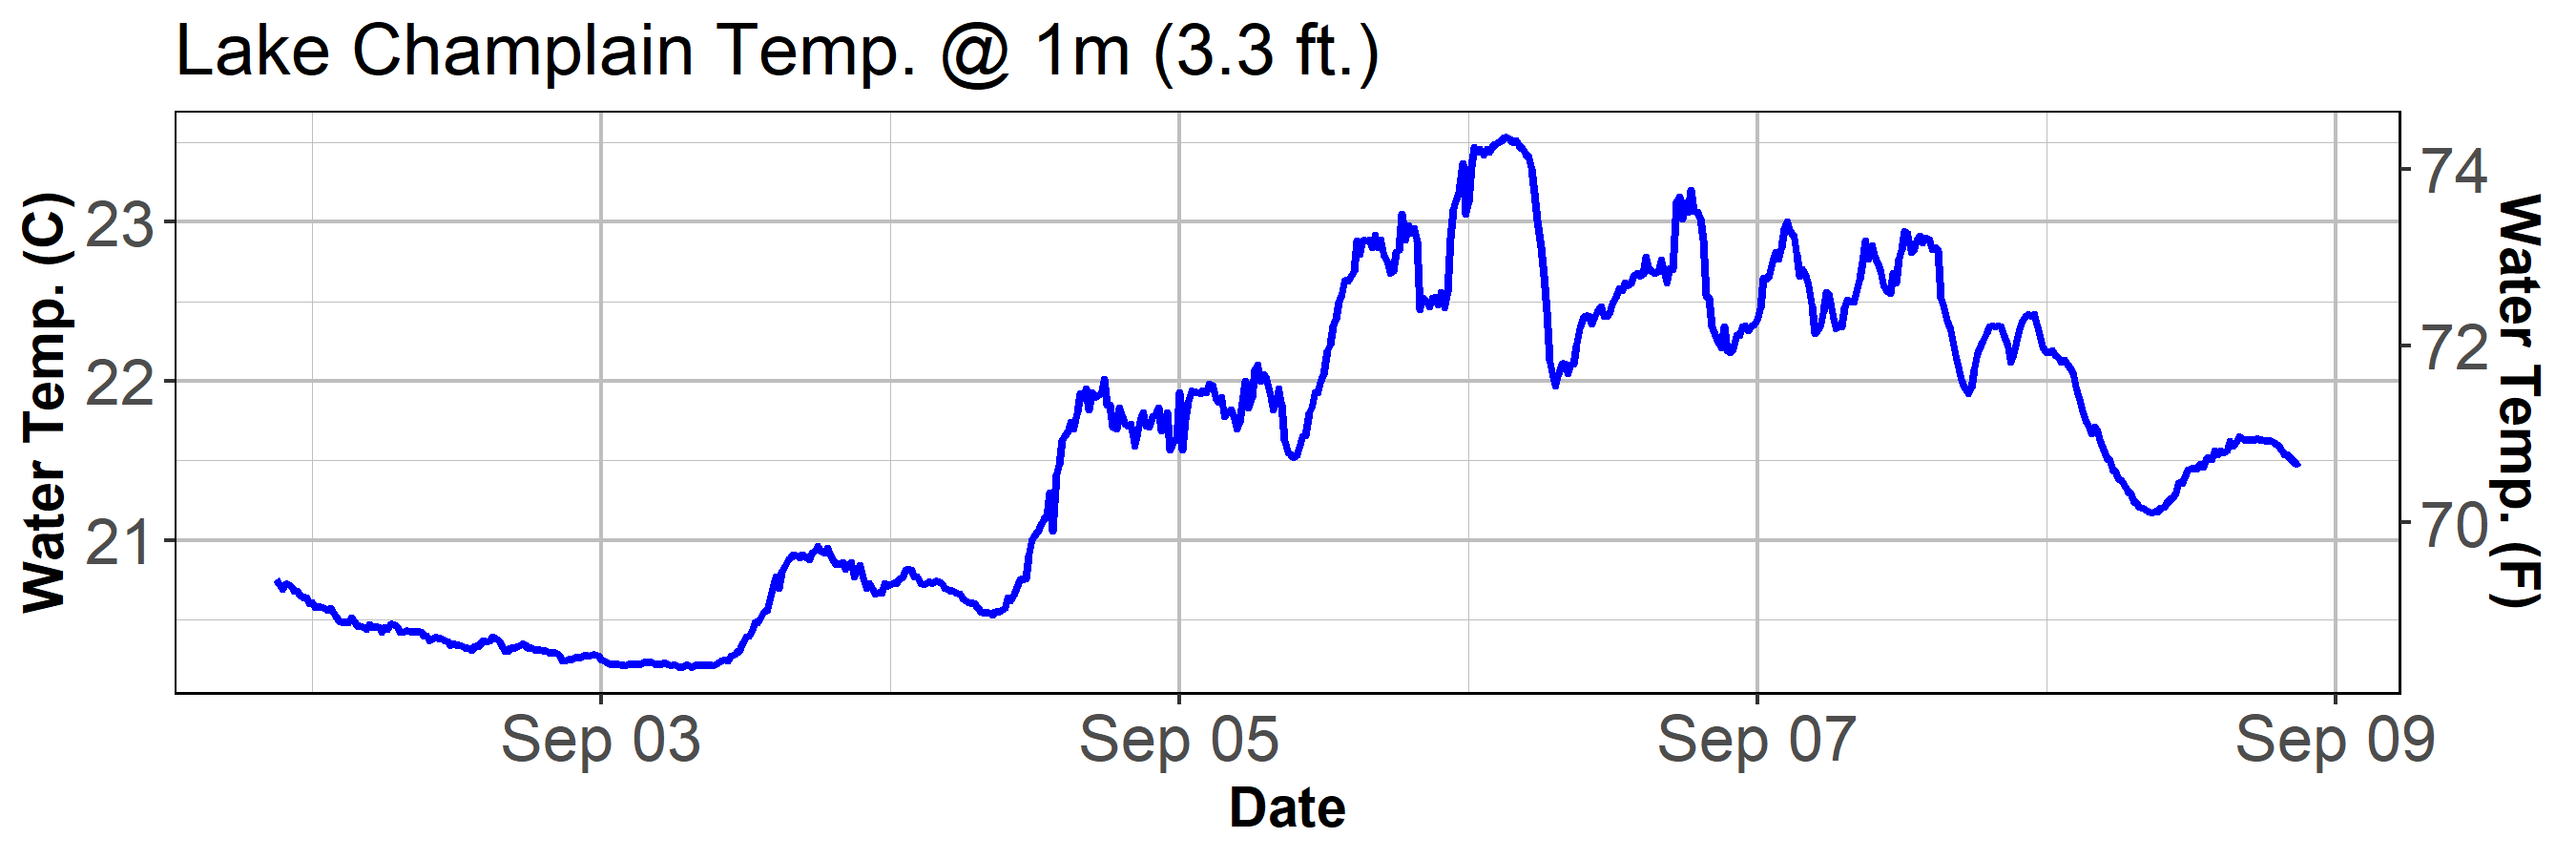 Lake Champlain Temp. @ 1m (3.3 ft.)
Water Temp. (C)
23
22
21
74
72
70
Water Temp. (F)
Sep 03 Sep 05 Sep 07 Sep 09
Date